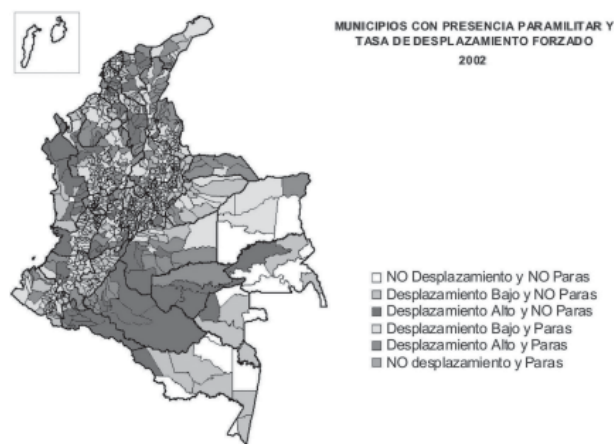 MUNICIPIOS CON PRESENCIA PARAMILITAR Y
TASA DE DESPLAZAMIENTO FORZADO
2002
NO Desplazamiento y NO Paras
Desplazamiento Bajo y NO Paras
Desplazamiento Alto y NO Paras
Desplazamiento Bajo y Paras
Desplazamiento Alto y Paras
NO desplazamiento y Paras